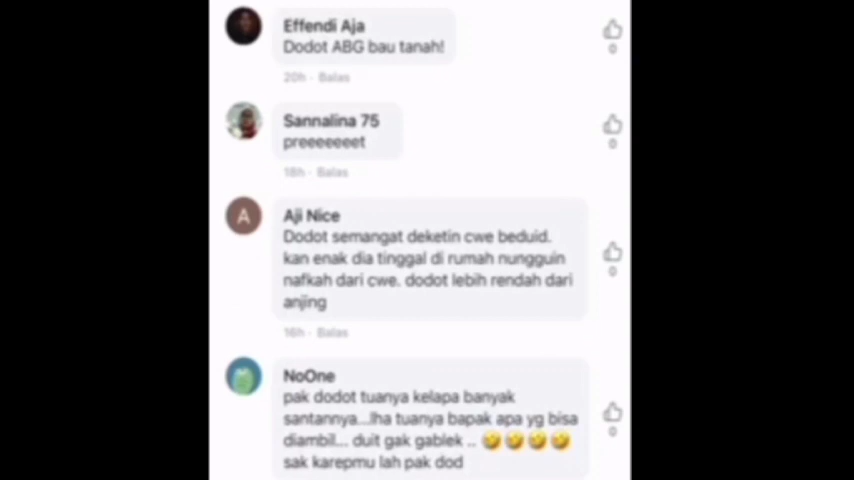 Effendi Aja
Dodot ABG bau tanah!
20h · Balas
Sannalina 75
preeeeeeet
18h · Balas
A
Aji Nice
Dodot semangat deketin cwe beduid.
kan enak dia tinggal di rumah nungguin
nafkah dari cwe. dodot lebih rendah dari
anjing
16h · Balas
NoOne
pak dodot tuanya kelapa banyak
santannya...lha tuanya bapak apa yg bisa
diambil... duit gak gablek .. 🤣🤣🤣🤣
sak karepmu lah pak dod
0
0
0
0